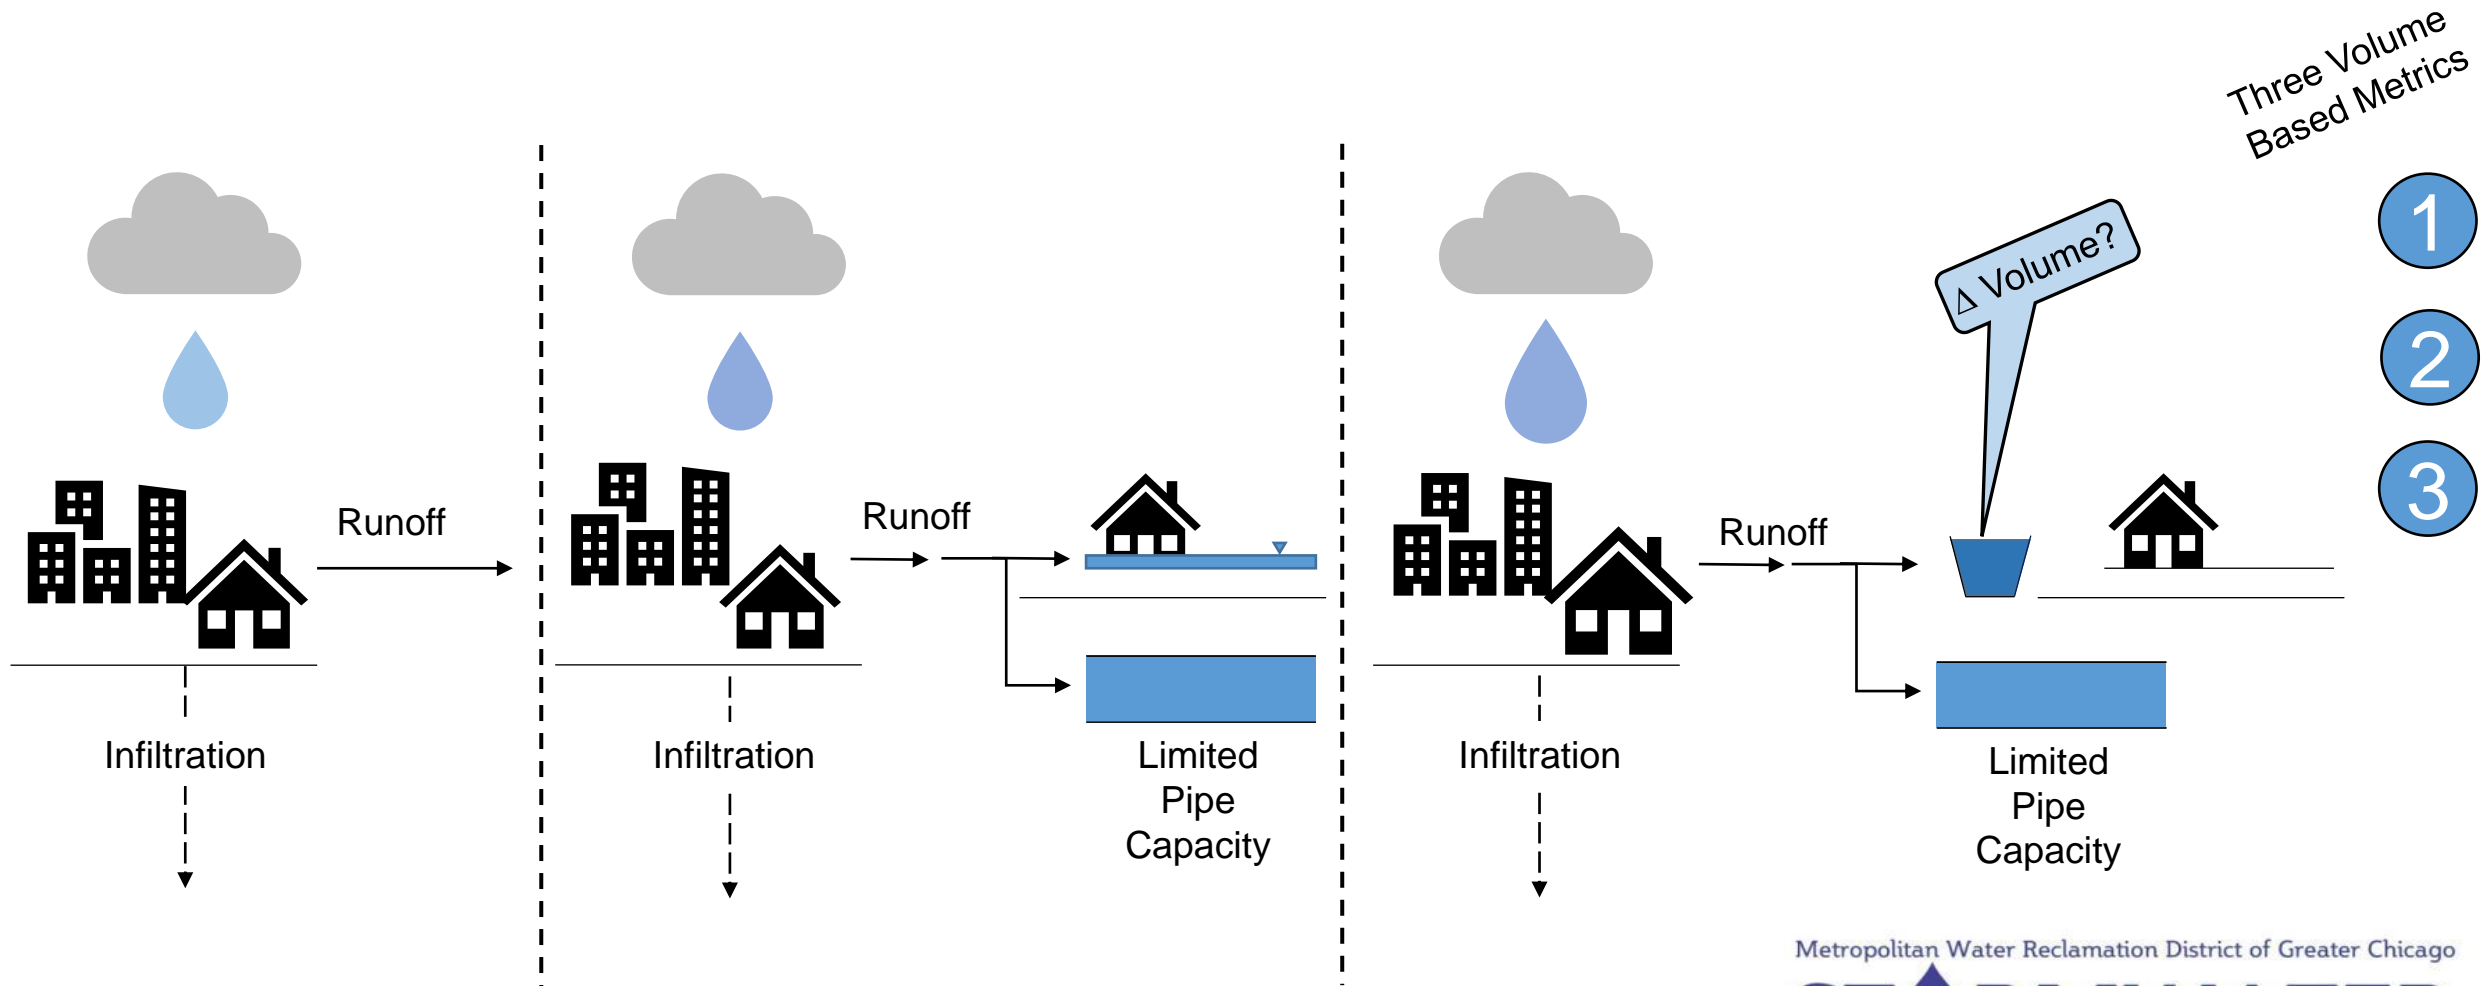 Three Volume
Based Metrics
1
Δ Volume?
2
3
Runoff
Runoff
Runoff
Infiltration
Infiltration
Limited
Pipe
Capacity
Infiltration
Limited
Pipe
Capacity
Metropolitan Water Reclamation District of Greater Chicago